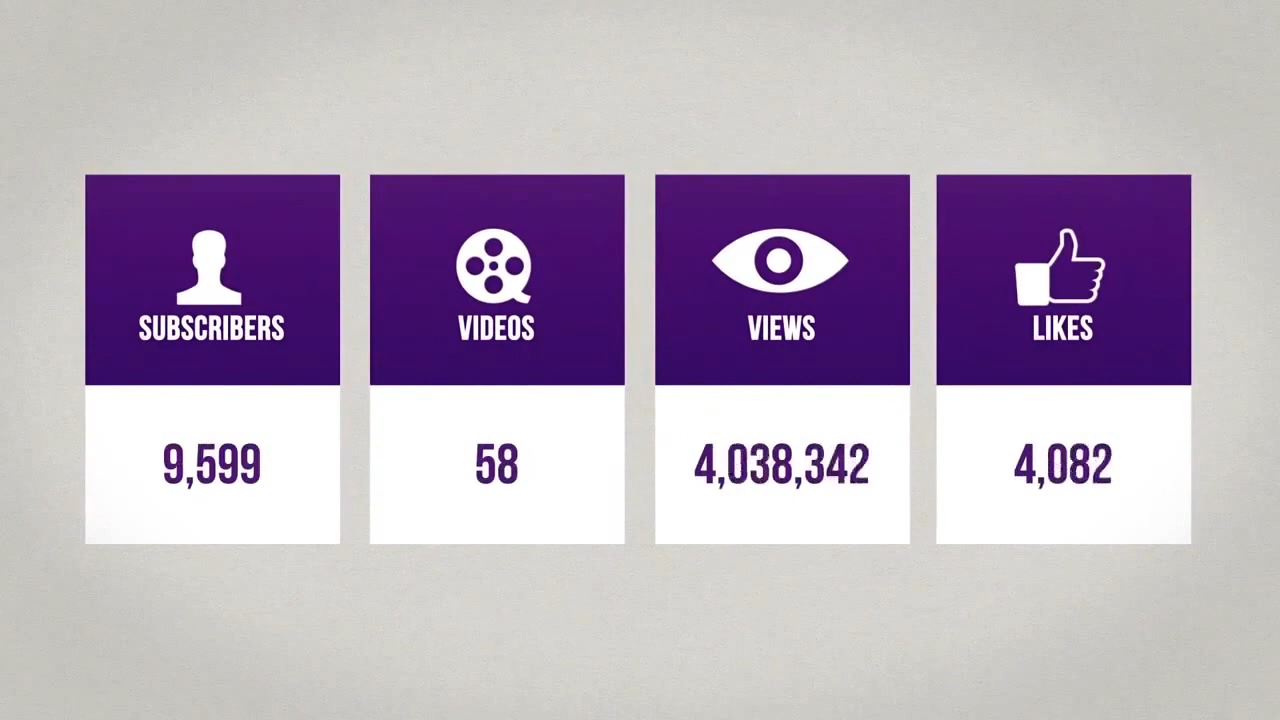 SUBSCRIBERS
9,599
VIDEOS
58
VIEWS
4,038,342
LIKES
4,082